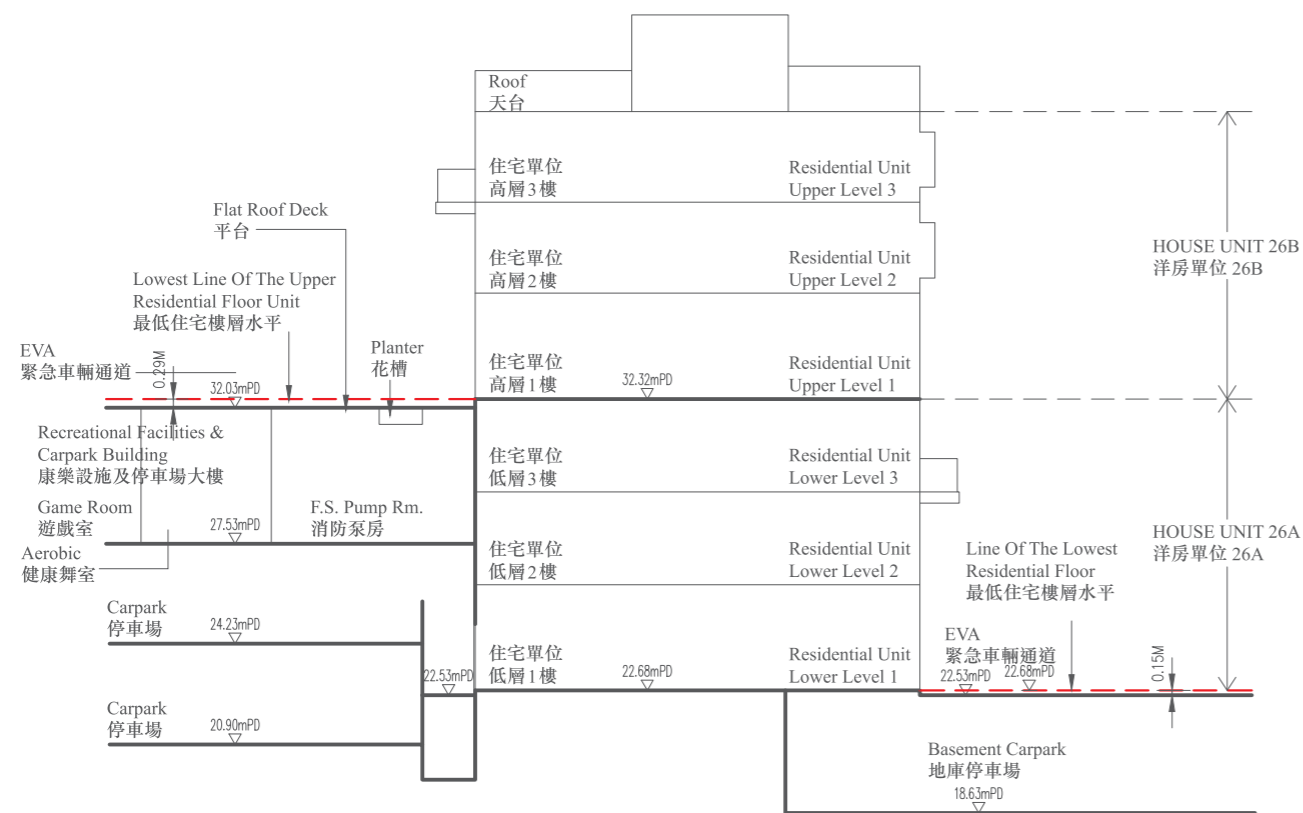 Roof
天台
住宅單位
高層3樓
Residential Unit
Upper Level 3
Flat Roof Deck
平台
住宅單位
高層2樓
Residential Unit
Upper Level 2
HOUSE UNIT 26B
洋房單位 26B
Lowest Line Of The Upper
Residential Floor Unit
最低住宅樓層水平
EVA
緊急車輛通道
0.29M
32.03mPD
Planter
花槽
住宅單位
高層1樓
32.32mPD
Residential Unit
Upper Level 1
Recreational Facilities &
Carpark Building
康樂設施及停車場大樓
住宅單位
低層3樓
Residential Unit
Lower Level 3
Game Room
遊戲室
27.53mPD
F.S. Pump Rm.
消防泵房
Aerobic
健康舞室
住宅單位
低層2樓
Residential Unit
Lower Level 2
HOUSE UNIT 26A
洋房單位 26A
Line Of The Lowest
Residential Floor
最低住宅樓層水平
Carpark
停車場
24.23mPD
22.53mPD
住宅單位
低層1樓
22.68mPD
Residential Unit
Lower Level 1
EVA
緊急車輛通道
22.53mPD
22.68mPD
0.15M
Carpark
停車場
20.90mPD
Basement Carpark
地庫停車場
18.63mPD